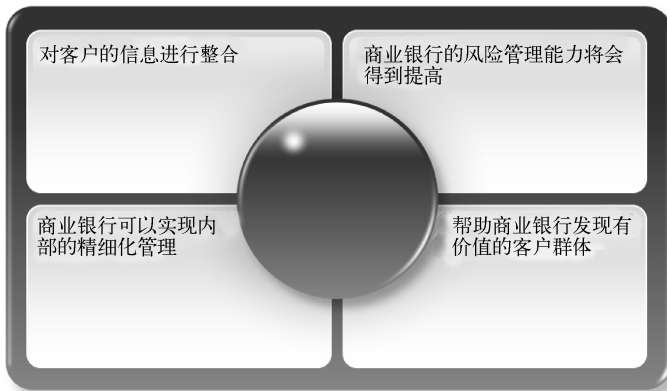 对客户的信息进行整合
商业银行的风险管理能力将会
得到提高
商业银行可以实现内
部的精细化管理
帮助商业银行发现有
价值的客户群体